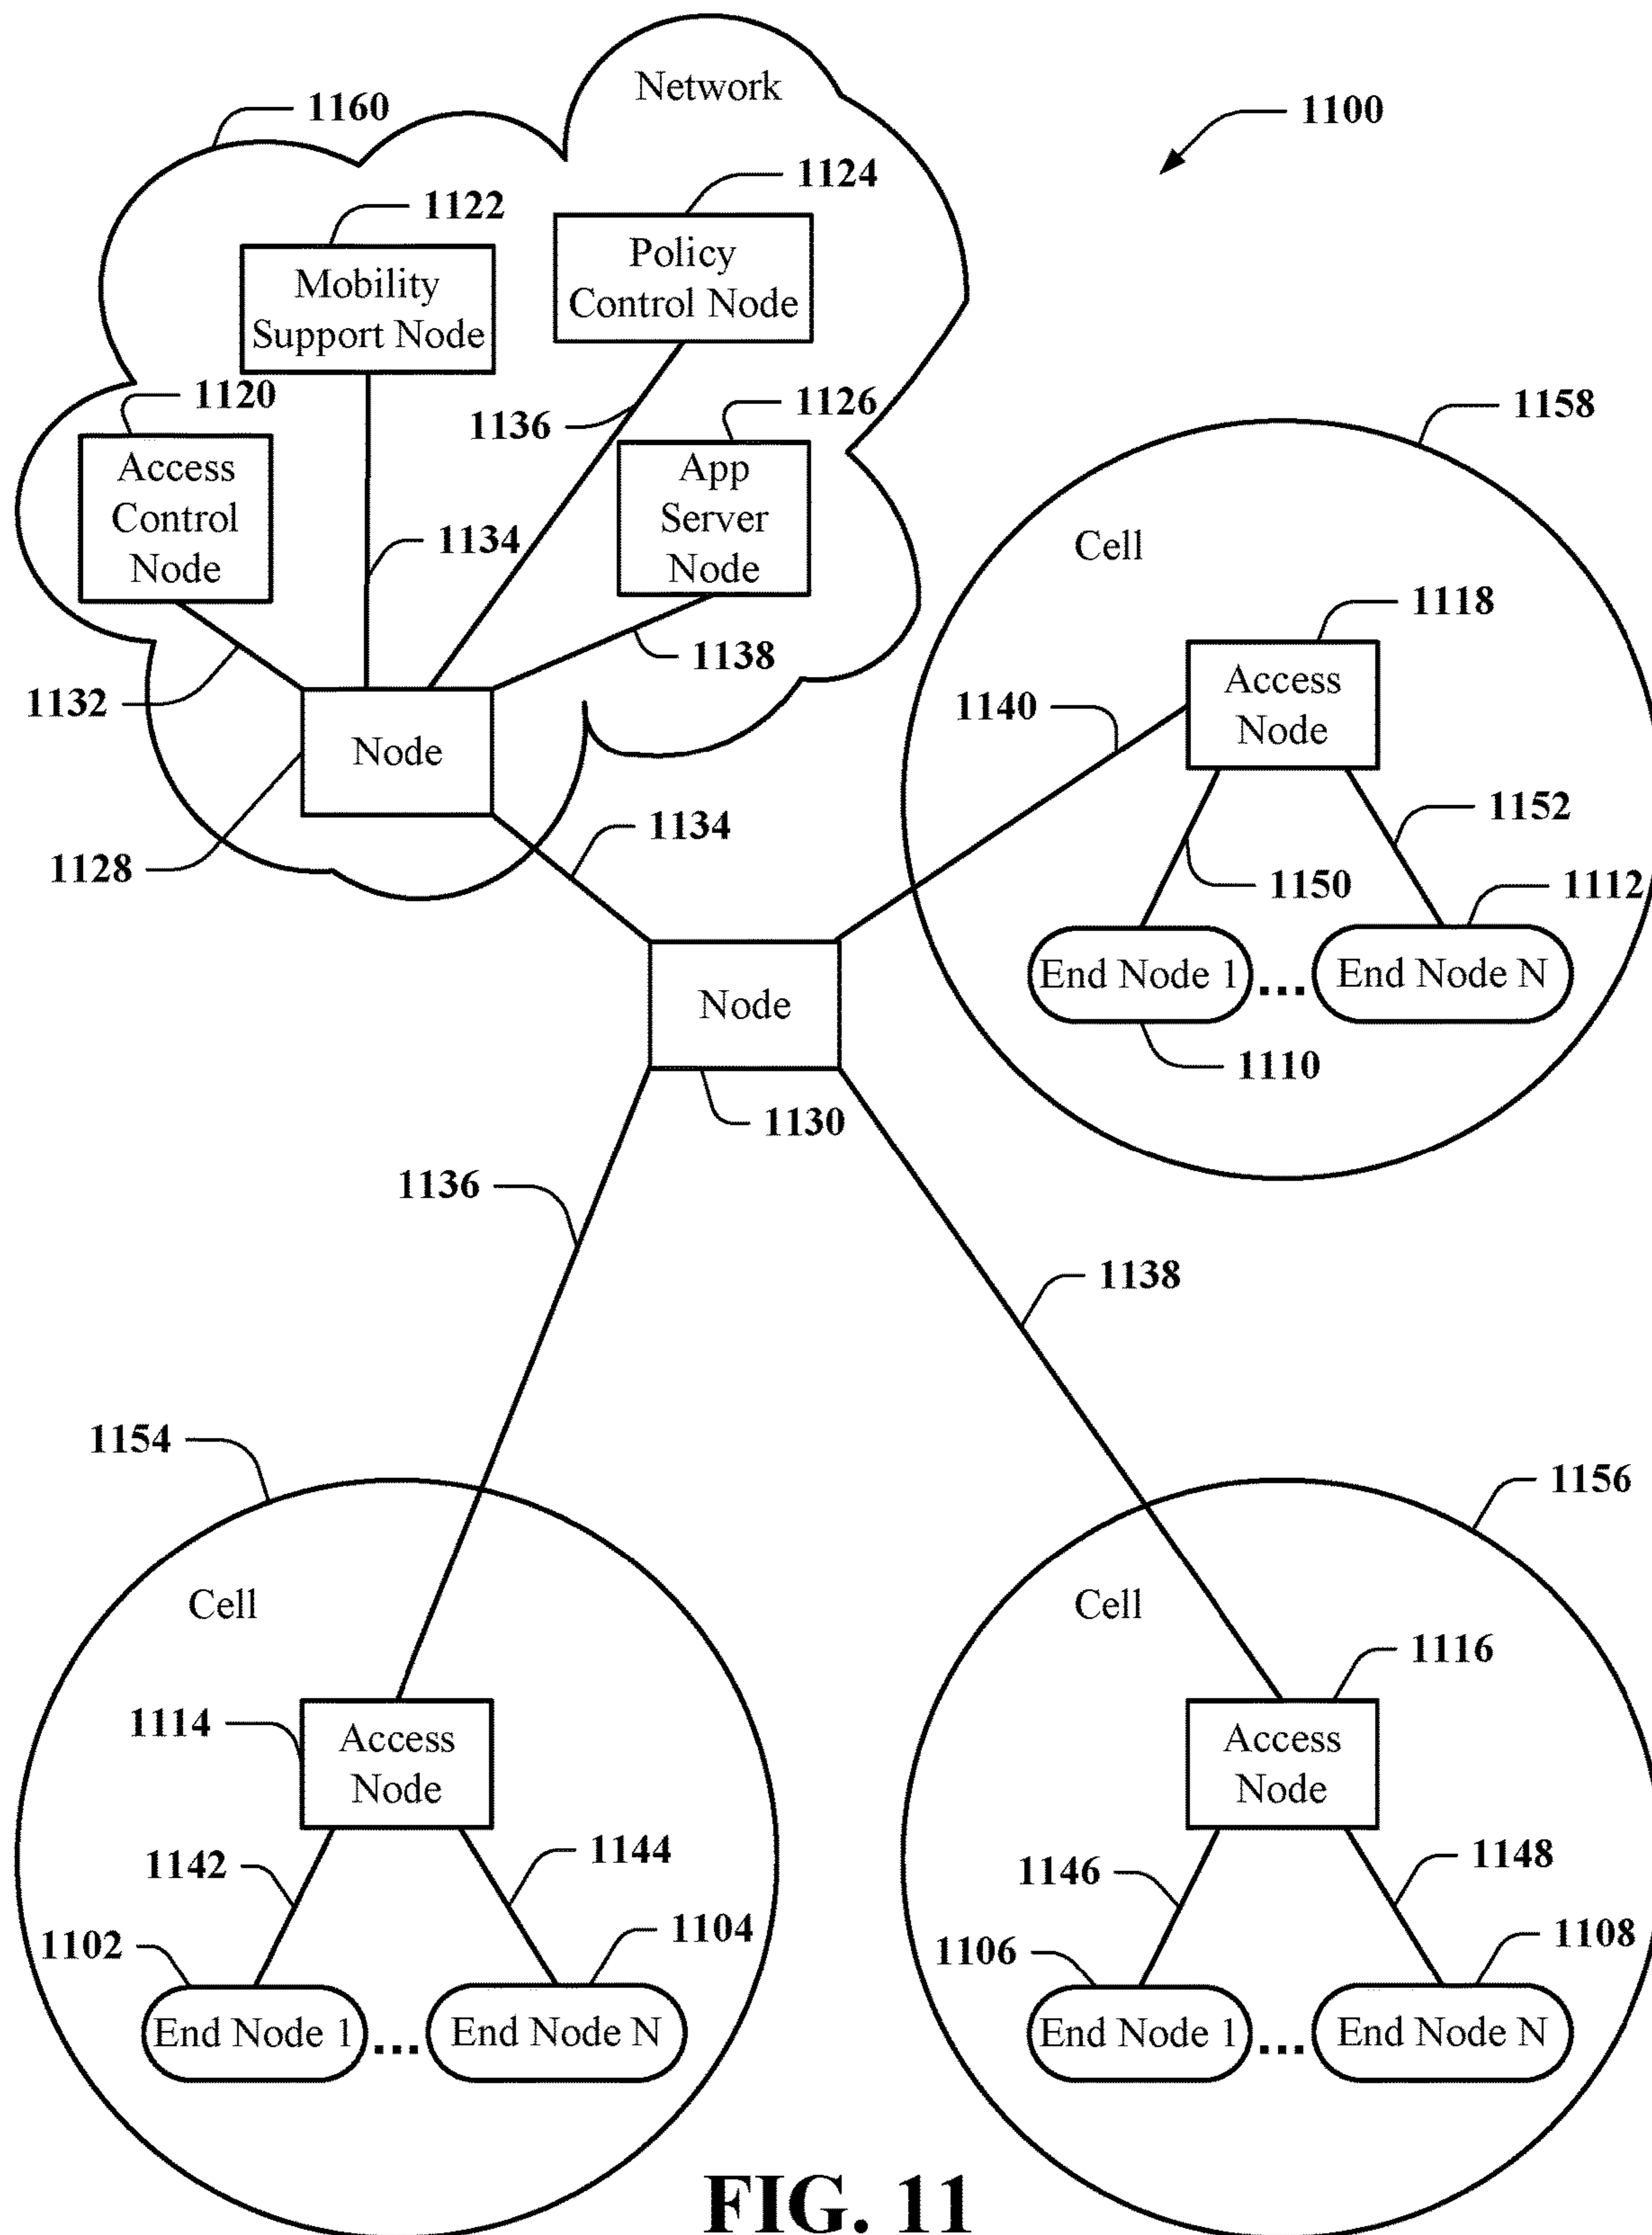 Network
1160
1100
1124
1122
Policy
Control Node
Mobility
Support Node
1120
1136
1126
1158
Access
Control
Node
App
Server
Node
1134
Cell
1118
1138
Access
Node
1132
1140
Node
1134
1152
1128
1150
1112
End Node 1
...
End Node N
Node
1110
1130
1136
1138
1154
1156
Cell
Cell
1116
1114
Access
Node
Access
Node
1142
1144
1146
1148
1102
1104
1106
1108
End Node 1
...
End Node N
End Node 1
...
End Node N
FIG. 11